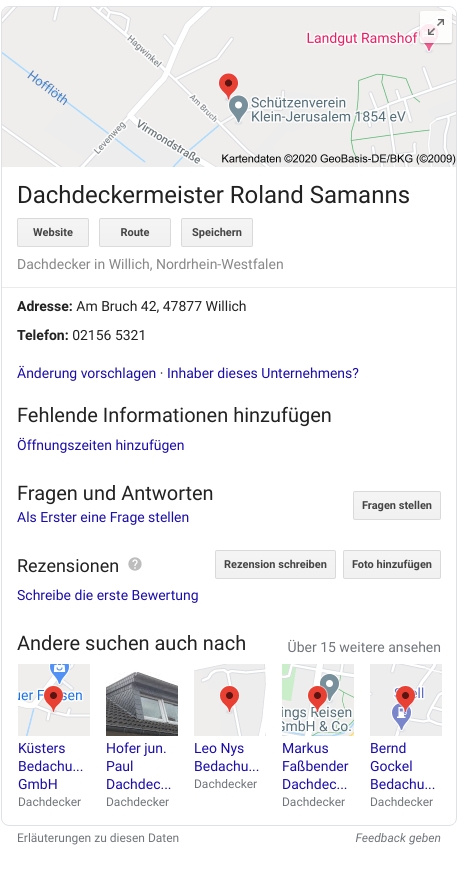 Landgut Ramshof
Hagwinkel
Hofflöth
Am Bruch
Schützenverein
Klein-Jerusalem 1854 eV
Levenweg
Virmondstraße
Kartendaten ©2020 GeoBasis-DE/BKG (©2009)
Dachdeckermeister Roland Samanns
Website Route Speichern
Dachdecker in Willich, Nordrhein-Westfalen
Adresse: Am Bruch 42, 47877 Willich
Telefon: 02156 5321
Änderung vorschlagen · Inhaber dieses Unternehmens?
Fehlende Informationen hinzufügen
Öffnungszeiten hinzufügen
Fragen und Antworten
Fragen stellen
Als Erster eine Frage stellen
Rezensionen ?
Rezension schreiben Foto hinzufügen
Schreibe die erste Bewertung
Andere suchen auch nach
Über 15 weitere ansehen
Küsters
Bedachu...
GmbH
Dachdecker
Hofer jun.
Paul
Dachdec...
Dachdecker
Leo Nys
Bedachu...
Dachdecker
ings Reisen
GmbH & Co.
Markus
Faßbender
Dachdec...
Dachdecker
Bernd
Gockel
Bedachu...
Dachdecker
Erläuterungen zu diesen Daten
Feedback geben